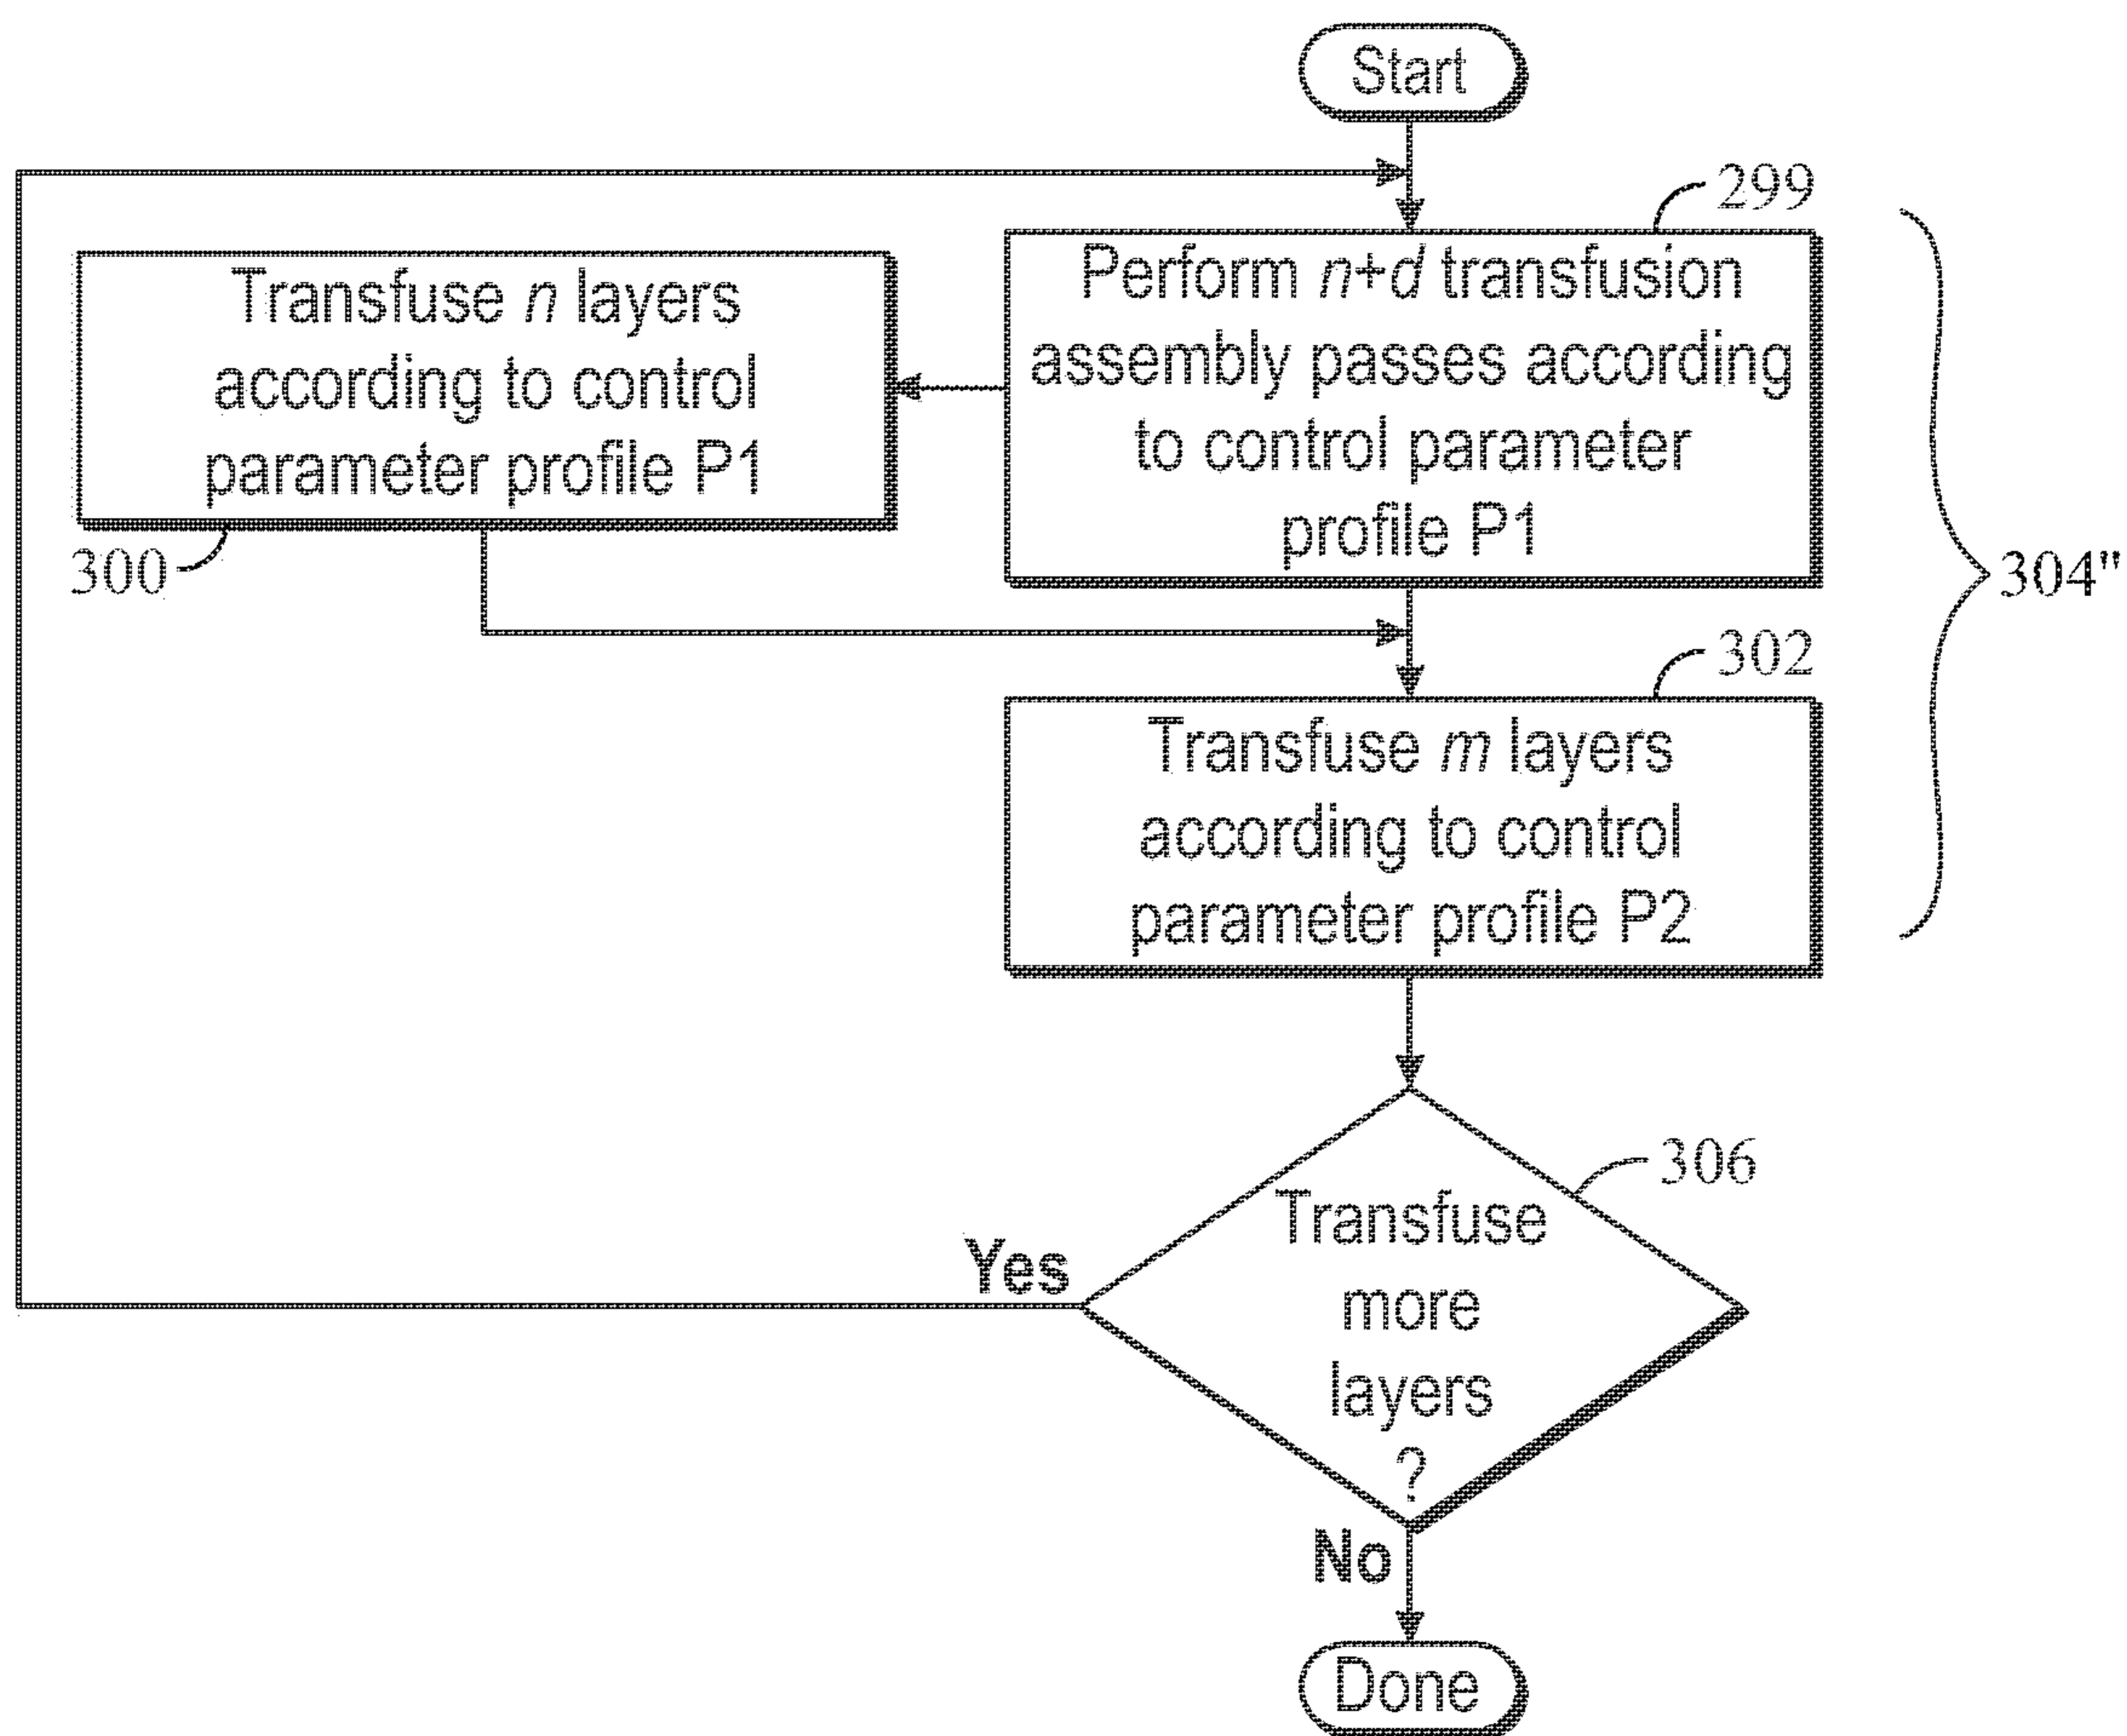 Start
299
Perform n+d transfusion
assembly passes according
to control parameter
profile P1
Transfuse n layers
according to control
parameter profile P1
300
304"
302
Transfuse m layers
according to control
parameter profile P2
306
Transfuse
more
layers
?
Yes
No
Done